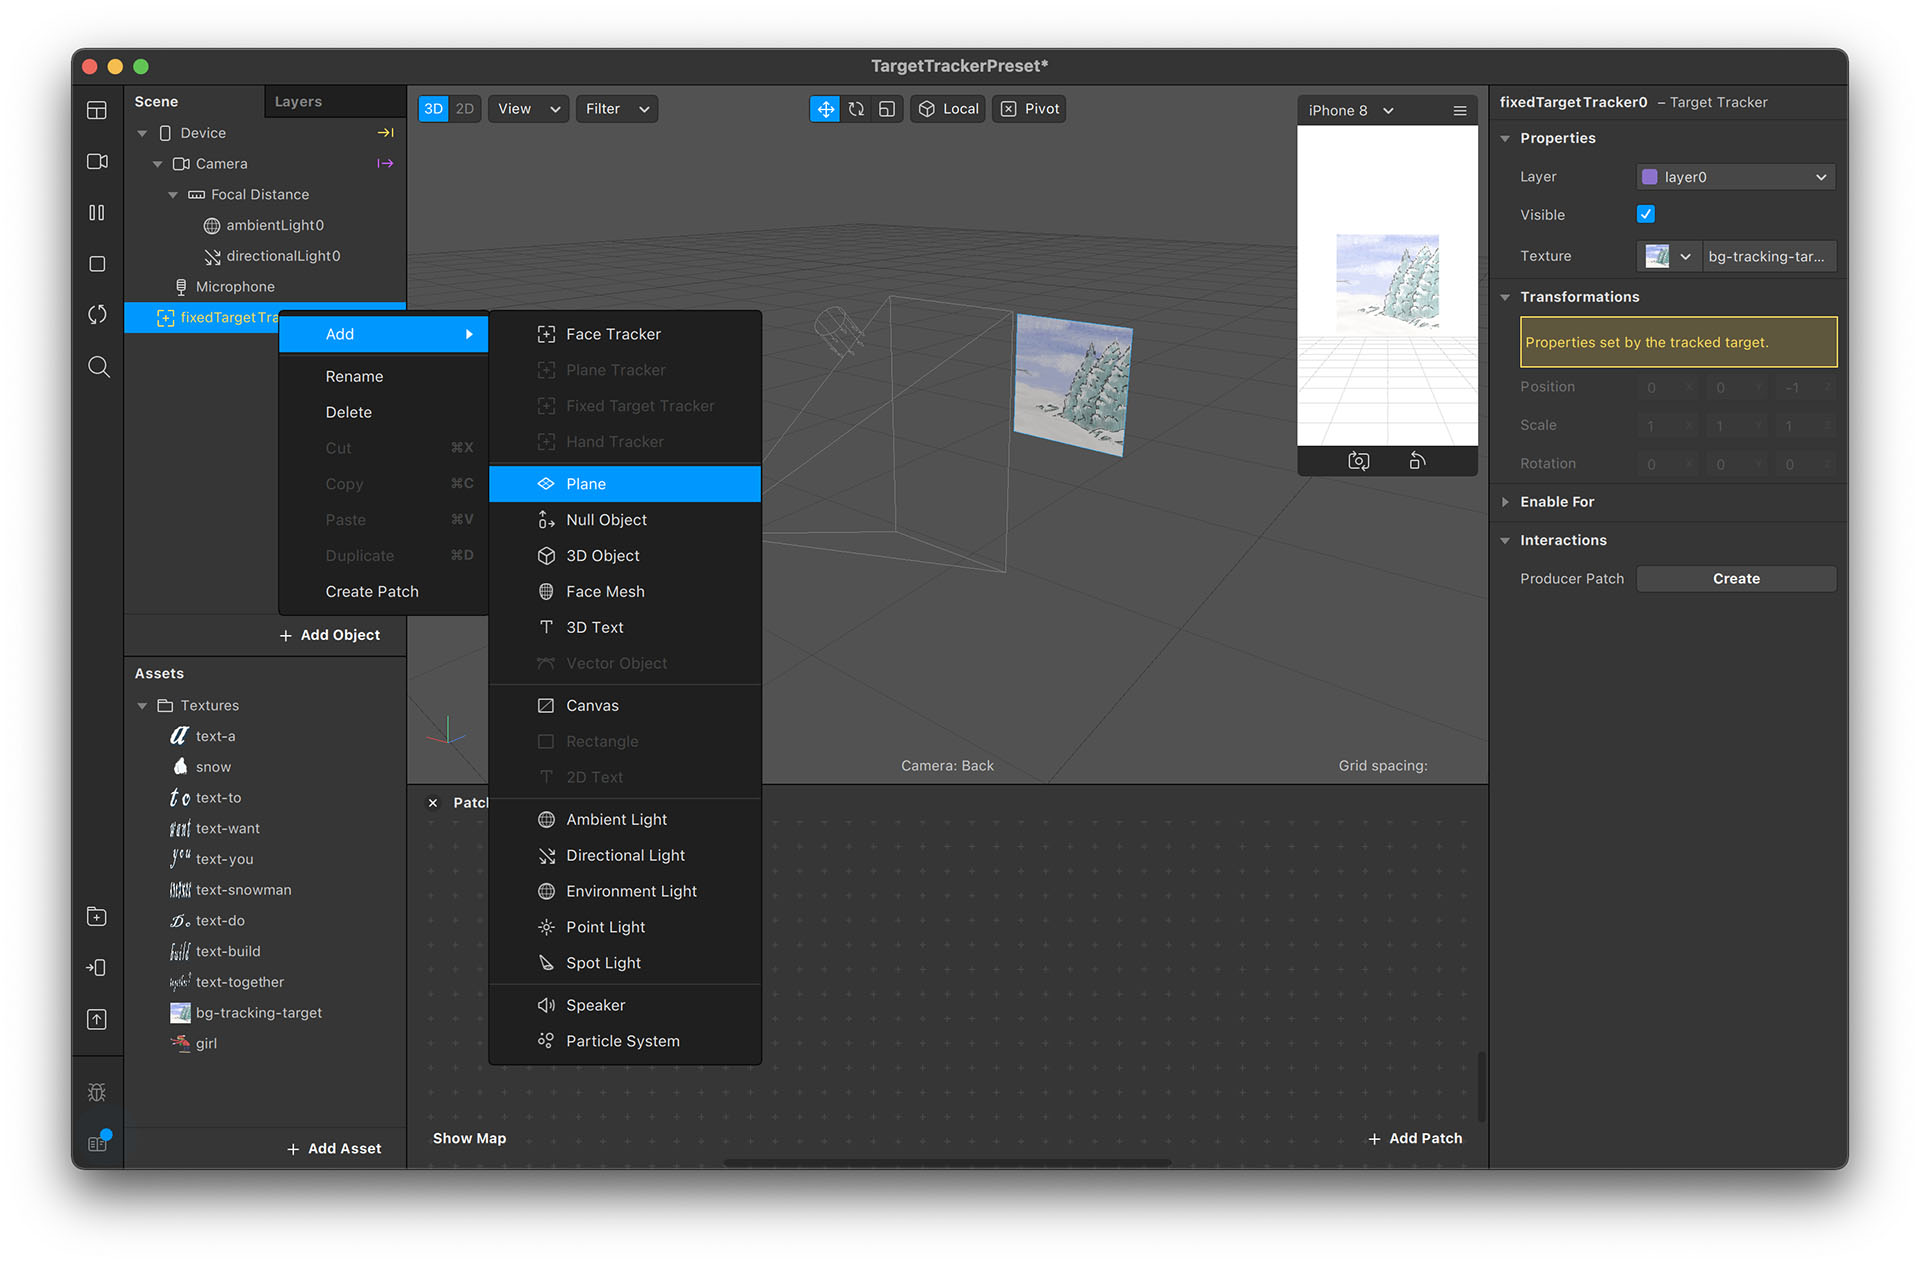 TargetTrackerPreset*
Scene
Layers
Device
Camera
Focal Distance
ambientLight0
directionalLight0
Microphone
fixedTargetTra
Add Object
Add
Rename
Delete
Cut ⌘X
Copy ⌘C
Paste ⌘V
Duplicate ⌘D
Create Patch
Face Tracker
Plane Tracker
Fixed Target Tracker
Hand Tracker
Plane
Null Object
3D Object
Face Mesh
3D Text
Vector Object
Canvas
Rectangle
2D Text
Ambient Light
Directional Light
Environment Light
Point Light
Spot Light
Speaker
Particle System
Assets
Textures
text-a
snow
text-to
text-want
text-you
text-snowman
text-do
text-build
text-together
bg-tracking-target
girl
Add Asset
3D 2D View Filter
Local Pivot
iPhone 8
Camera: Back
Grid spacing:
Patc
Show Map
Add Patch
fixedTargetTracker0 – Target Tracker
Properties
Layer layer0
Visible
Texture bg-tracking-tar...
Transformations
Properties set by the tracked target.
Position 0 X 0 Y -1 Z
Scale 1 X 1 Y 1 Z
Rotation 0 X 0 Y 0 Z
Enable For
Interactions
Producer Patch Create